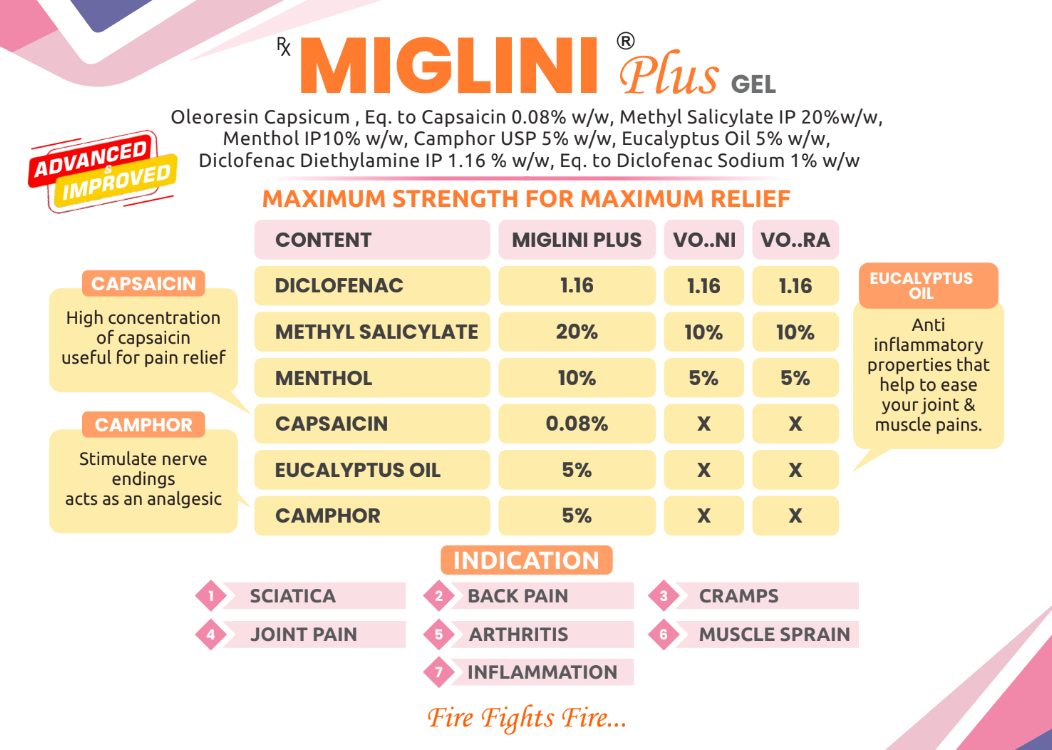 Rx MIGLINI ® Plus GEL
Oleoresin Capsicum , Eq. to Capsaicin 0.08% w/w, Methyl Salicylate IP 20%w/w,
Menthol IP10% w/w, Camphor USP 5% w/w, Eucalyptus Oil 5% w/w,
Diclofenac Diethylamine IP 1.16 % w/w, Eq. to Diclofenac Sodium 1% w/w
ADVANCED
&
IMPROVED
MAXIMUM STRENGTH FOR MAXIMUM RELIEF
CONTENT MIGLINI PLUS VO..NI VO..RA
DICLOFENAC 1.16 1.16 1.16
METHYL SALICYLATE 20% 10% 10%
MENTHOL 10% 5% 5%
CAPSAICIN 0.08% X X
EUCALYPTUS OIL 5% X X
CAMPHOR 5% X X
CAPSAICIN
High concentration
of capsaicin
useful for pain relief
CAMPHOR
Stimulate nerve
endings
acts as an analgesic
EUCALYPTUS
OIL
Anti
inflammatory
properties that
help to ease
your joint &
muscle pains.
INDICATION
1 SCIATICA
2 BACK PAIN
3 CRAMPS
4 JOINT PAIN
5 ARTHRITIS
6 MUSCLE SPRAIN
7 INFLAMMATION
Fire Fights Fire...